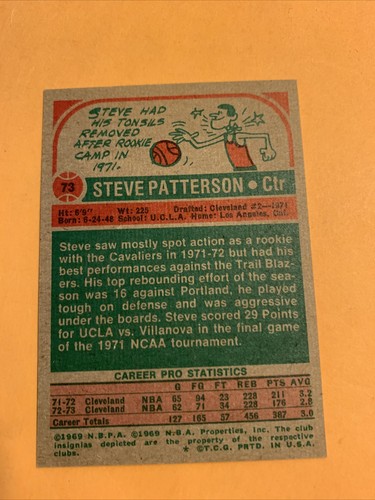 STEVE HAD
HIS TONSILS
REMOVED
AFTER ROOKIE
CAMP IN
1971.
73
STEVE PATTERSON • Ctr
Ht: 6'9" Wt: 225 Drafted: Cleveland #2—1971
Born: 6-24-48 School: U.C.L.A. Home: Los Angeles, Cal.
Steve saw mostly spot action as a rookie
with the Cavaliers in 1971-72 but had his
best performances against the Trail Blaz-
ers. His top rebounding effort of the sea-
son was 16 against Portland, he played
tough on defense and was aggressive
under the boards. Steve scored 29 Points
for UCLA vs. Villanova in the final game
of the 1971 NCAA tournament.
CAREER PRO STATISTICS
G FG FT REB PTS AVG
71-72 Cleveland NBA 65 94 23 228 211 3.2
72-73 Cleveland NBA 62 71 34 228 176 2.8
Career Totals 127 165 57 456 387 3.0
©1969 N.B.P.A. ©1969 N.B.A. Properties, Inc. The club
insignias depicted are the property of the respective
clubs. ★ ©T.C.G. PRTD. IN U.S.A.